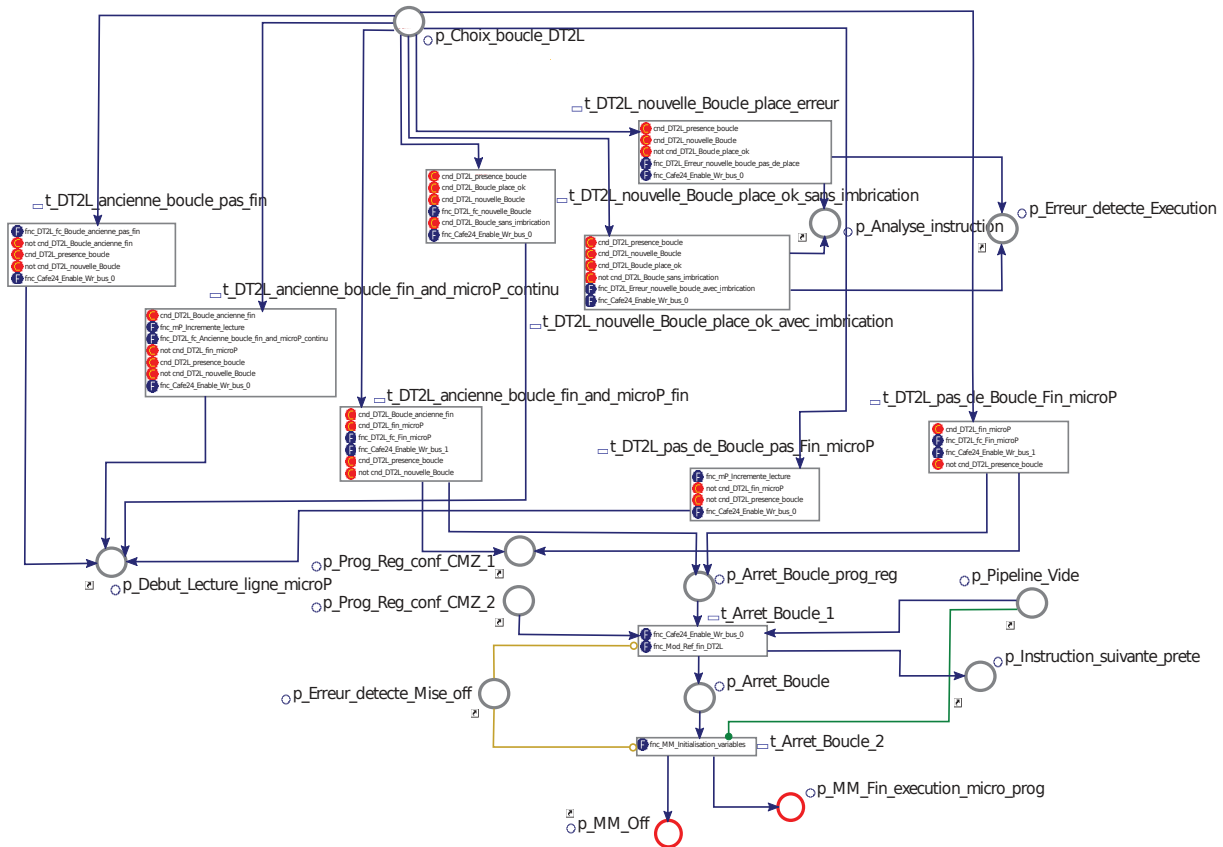 p_Choix_boucle_DT2L
t_DT2L_nouvelle_Boucle_place_erreur
C cnd_DT2L_presence_boucle
C cnd_DT2L_nouvelle_Boucle
C not cnd_DT2L_Boucle_place_ok
F fnc_DT2L_Erreur_nouvelle_boucle_pas_de_place
F fnc_Cafe24_Enable_Wr_bus_0
C cnd_DT2L_presence_boucle
C cnd_DT2L_Boucle_place_ok
C cnd_DT2L_nouvelle_Boucle
F fnc_DT2L_fc_nouvelle_Boucle
C cnd_DT2L_Boucle_sans_imbrication
F fnc_Cafe24_Enable_Wr_bus_0
t_DT2L_nouvelle_Boucle_place_ok_sans_imbrication
t_DT2L_ancienne_boucle_pas_fin
F fnc_DT2L_fc_Boucle_ancienne_pas_fin
C not cnd_DT2L_Boucle_ancienne_fin
C cnd_DT2L_presence_boucle
C not cnd_DT2L_nouvelle_Boucle
F fnc_Cafe24_Enable_Wr_bus_0
p_Erreur_detecte_Execution
p_Analyse_instruction
C cnd_DT2L_presence_boucle
C cnd_DT2L_nouvelle_Boucle
C cnd_DT2L_Boucle_place_ok
C not cnd_DT2L_Boucle_sans_imbrication
F fnc_DT2L_Erreur_nouvelle_boucle_avec_imbrication
F fnc_Cafe24_Enable_Wr_bus_0
t_DT2L_nouvelle_Boucle_place_ok_avec_imbrication
t_DT2L_ancienne_boucle_fin_and_microP_continu
C cnd_DT2L_Boucle_ancienne_fin
F fnc_mP_Incremente_lecture
F fnc_DT2L_fc_Ancienne_boucle_fin_and_microP_continu
C not cnd_DT2L_fin_microP
C cnd_DT2L_presence_boucle
C not cnd_DT2L_nouvelle_Boucle
F fnc_Cafe24_Enable_Wr_bus_0
t_DT2L_ancienne_boucle_fin_and_microP_fin
C cnd_DT2L_Boucle_ancienne_fin
C cnd_DT2L_fin_microP
F fnc_DT2L_fc_Fin_microP
F fnc_Cafe24_Enable_Wr_bus_1
C cnd_DT2L_presence_boucle
C not cnd_DT2L_nouvelle_Boucle
t_DT2L_pas_de_Boucle_Fin_microP
C cnd_DT2L_fin_microP
F fnc_DT2L_fc_Fin_microP
F fnc_Cafe24_Enable_Wr_bus_1
C not cnd_DT2L_presence_boucle
t_DT2L_pas_de_Boucle_pas_Fin_microP
F fnc_mP_Incremente_lecture
C not cnd_DT2L_fin_microP
C not cnd_DT2L_presence_boucle
F fnc_Cafe24_Enable_Wr_bus_0
p_Debut_Lecture_ligne_microP
p_Prog_Reg_conf_CMZ_1
p_Arret_Boucle_prog_reg
p_Pipeline_Vide
p_Prog_Reg_conf_CMZ_2
t_Arret_Boucle_1
F fnc_Cafe24_Enable_Wr_bus_0
F fnc_Mod_Ref_fin_DT2L
p_Instruction_suivante_prete
p_Erreur_detecte_Mise_off
p_Arret_Boucle
F fnc_MM_Initialisation_variables
t_Arret_Boucle_2
p_MM_Fin_execution_micro_prog
p_MM_Off